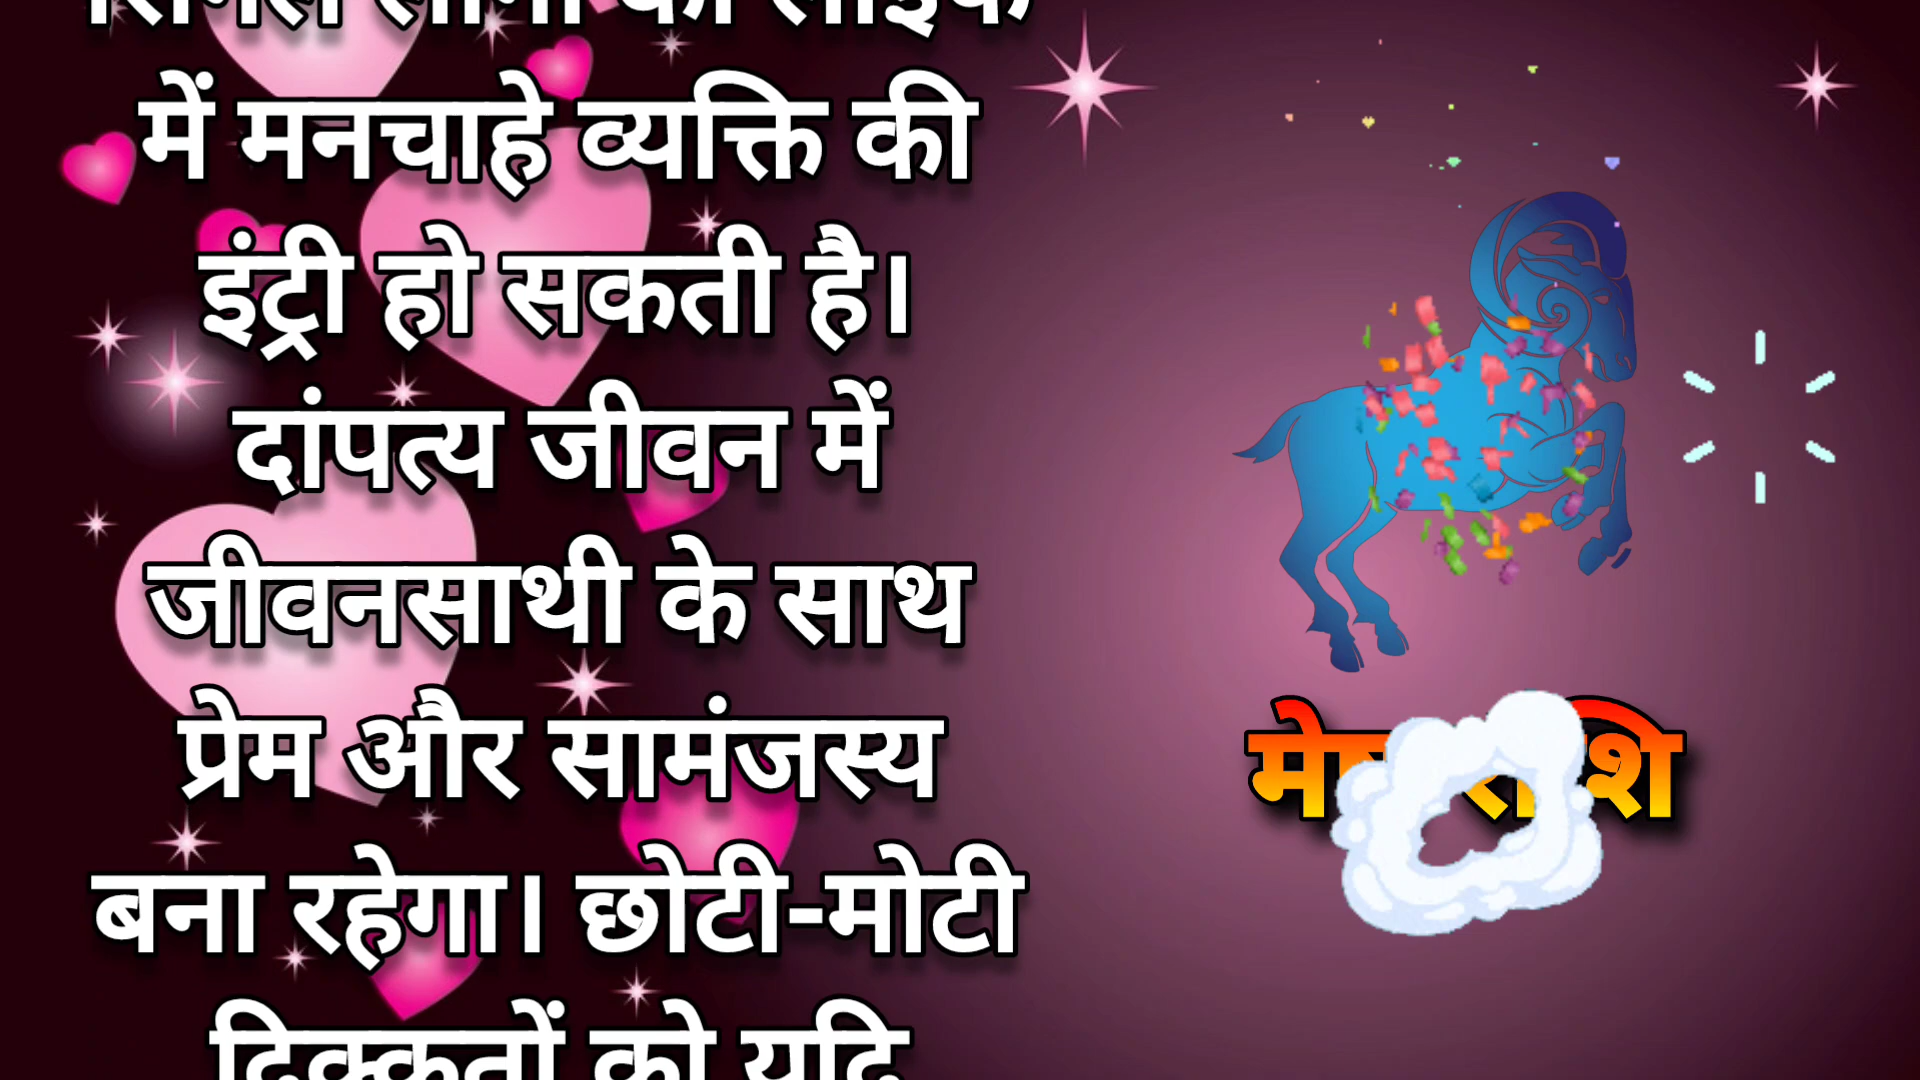 में मनचाहे व्यक्ति की
इंट्री हो सकती है।
दांपत्य जीवन में
जीवनसाथी के साथ
प्रेम और सामंजस्य
बना रहेगा। छोटी-मोटी
दिक्कतों को यदि